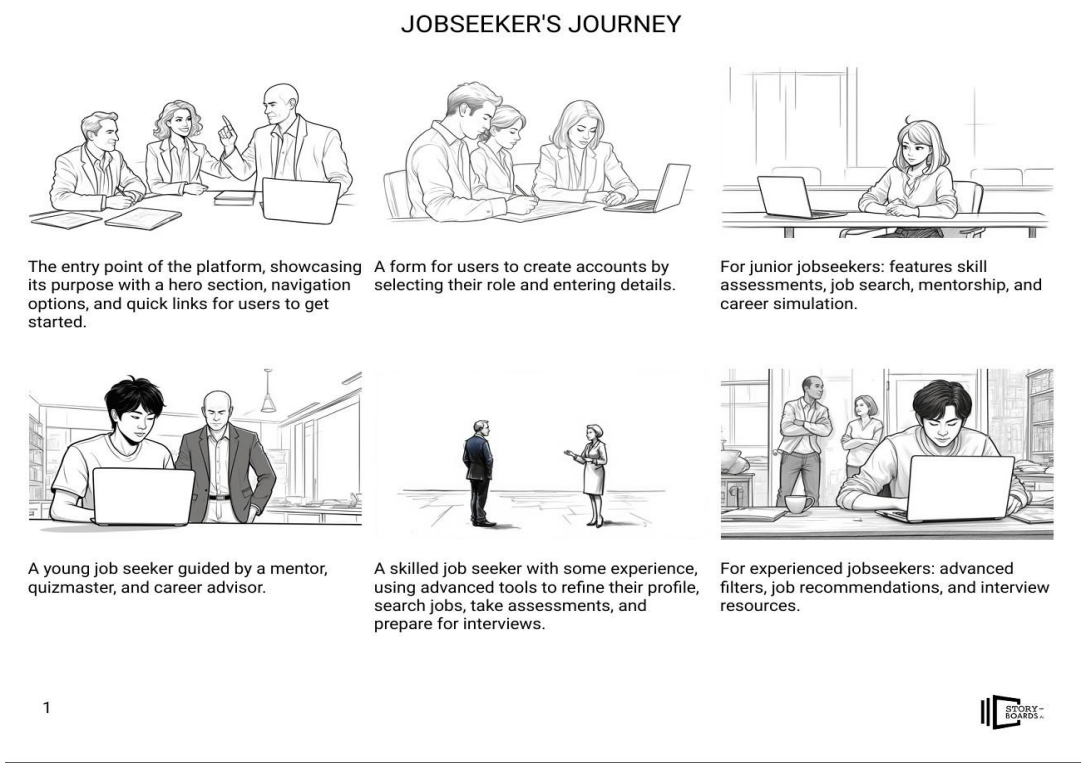 JOBSEEKER'S JOURNEY
The entry point of the platform, showcasing
its purpose with a hero section, navigation
options, and quick links for users to get
started.
A form for users to create accounts by
selecting their role and entering details.
For junior jobseekers: features skill
assessments, job search, mentorship, and
career simulation.
A young job seeker guided by a mentor,
quizmaster, and career advisor.
A skilled job seeker with some experience,
using advanced tools to refine their profile,
search jobs, take assessments, and
prepare for interviews.
For experienced jobseekers: advanced
filters, job recommendations, and interview
resources.
1
STORY-
BOARDS